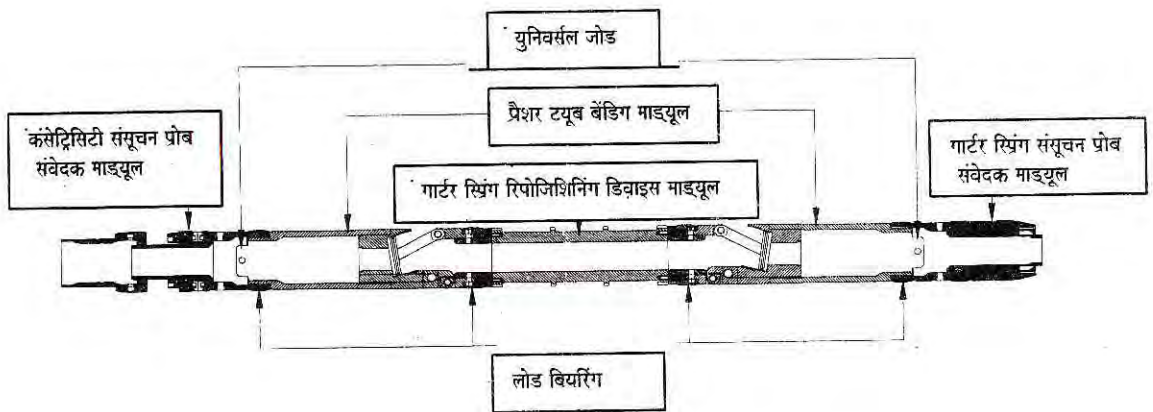 युनिवर्सल जोड
प्रैशर टयूब बेंडिग माड्यूल
कंसेट्रिसिटी संसूचन प्रोब
संवेदक माड्यूल
गार्टर स्प्रिंग संसूचन प्रोब
संवेदक माड्यूल
गार्टर स्प्रिंग रिपोजिशिनिंग डिव़ाइस माड्यूल
लोड बियरिंग